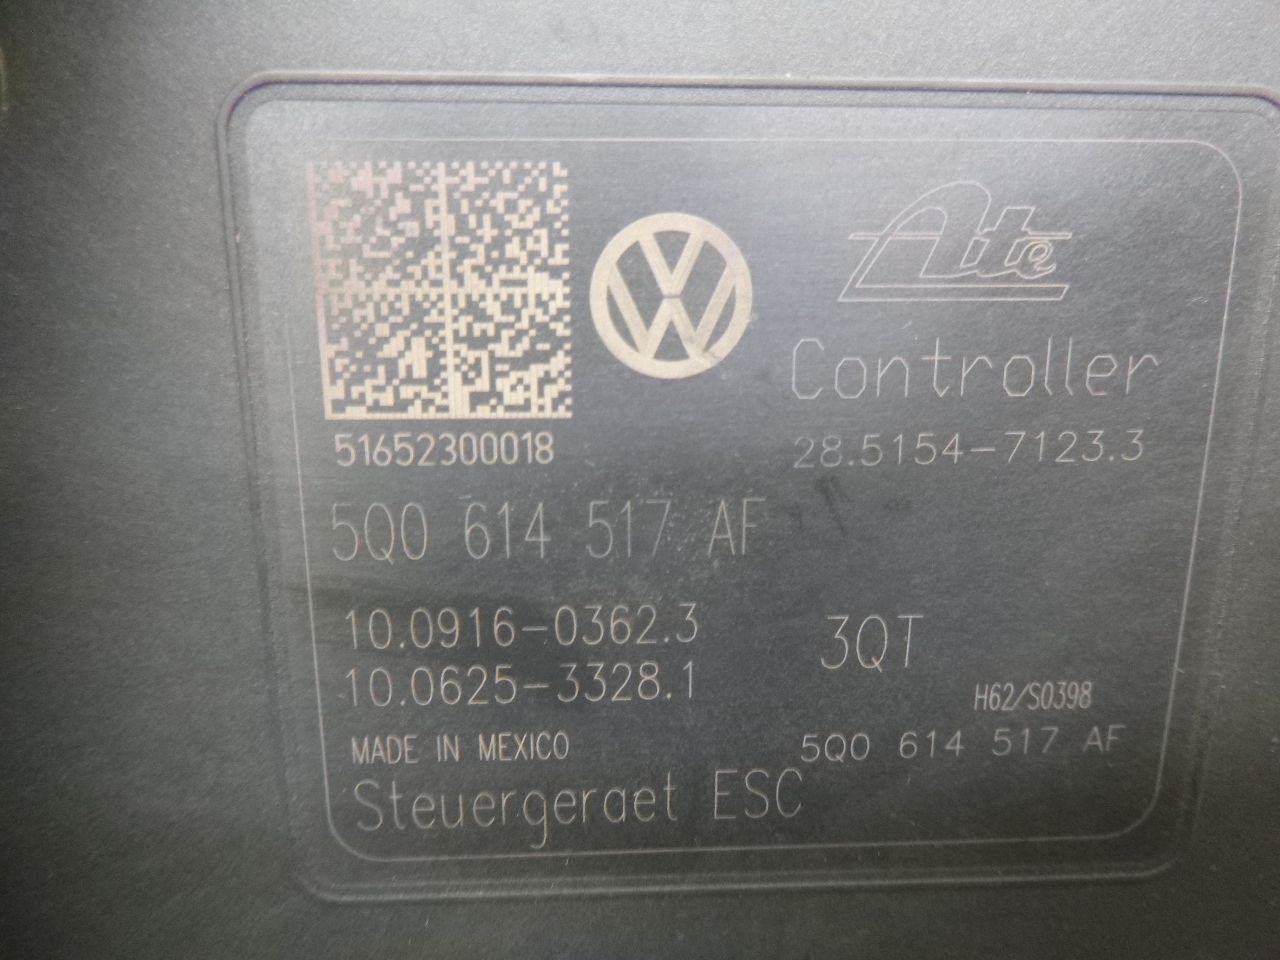 Ate
Controller
51652300018
28.5154-7123.3
5Q0 614 517 AF
10.0916-0362.3
3QT
10.0625-3328.1
H62/S0398
MADE IN MEXICO
5Q0 614 517 AF
Steuergeraet ESC